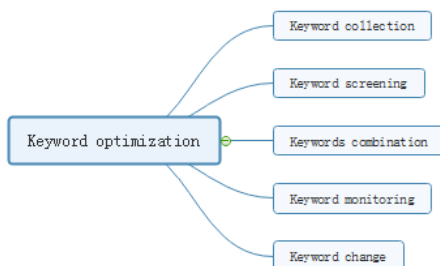 Keyword collection
Keyword screening
Keyword optimization
Keywords combination
Keyword monitoring
Keyword change